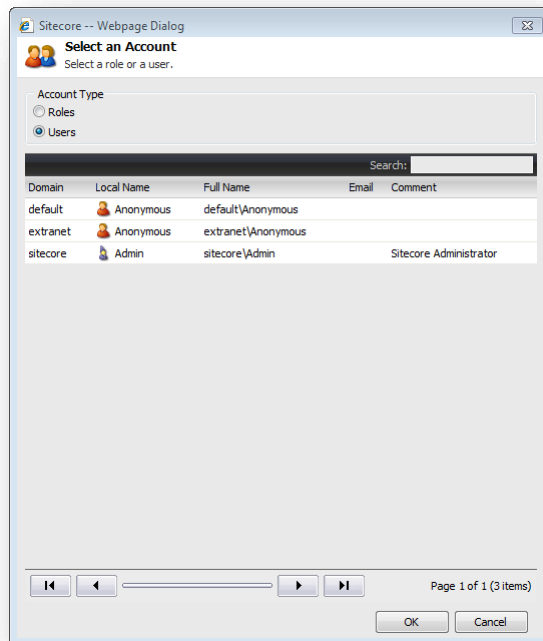 Sitecore -- Webpage Dialog
Select an Account
Select a role or a user.
Account Type
Roles
Users
Search:
Domain Local Name Full Name Email Comment
default Anonymous default\Anonymous
extranet Anonymous extranet\Anonymous
sitecore Admin sitecore\Admin Sitecore Administrator
Page 1 of 1 (3 items)
OK Cancel